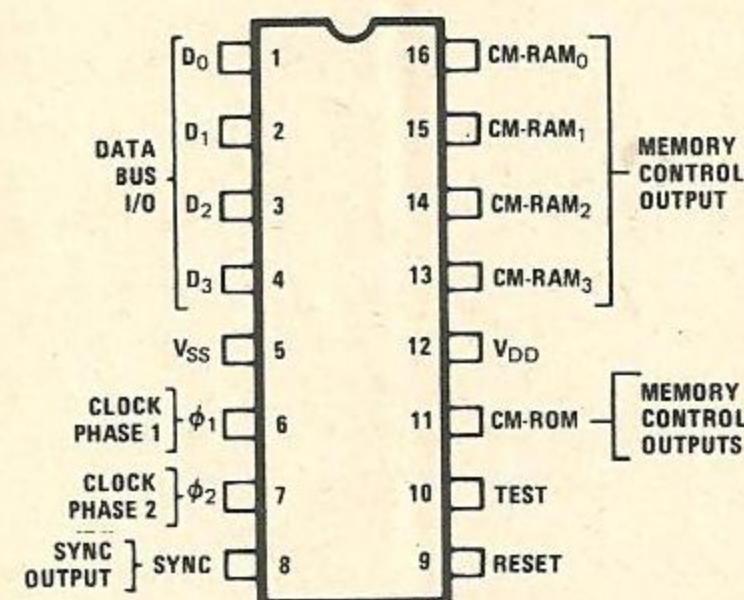 D0 1 16 CM-RAM0
D1 2 15 CM-RAM1
DATA
BUS
I/O
MEMORY
CONTROL
OUTPUT
D2 3 14 CM-RAM2
D3 4 13 CM-RAM3
VSS 5 12 VDD
CLOCK
PHASE 1
ϕ1 6 11 CM-ROM
MEMORY
CONTROL
OUTPUTS
CLOCK
PHASE 2
ϕ2 7 10 TEST
SYNC
OUTPUT
SYNC 8 9 RESET